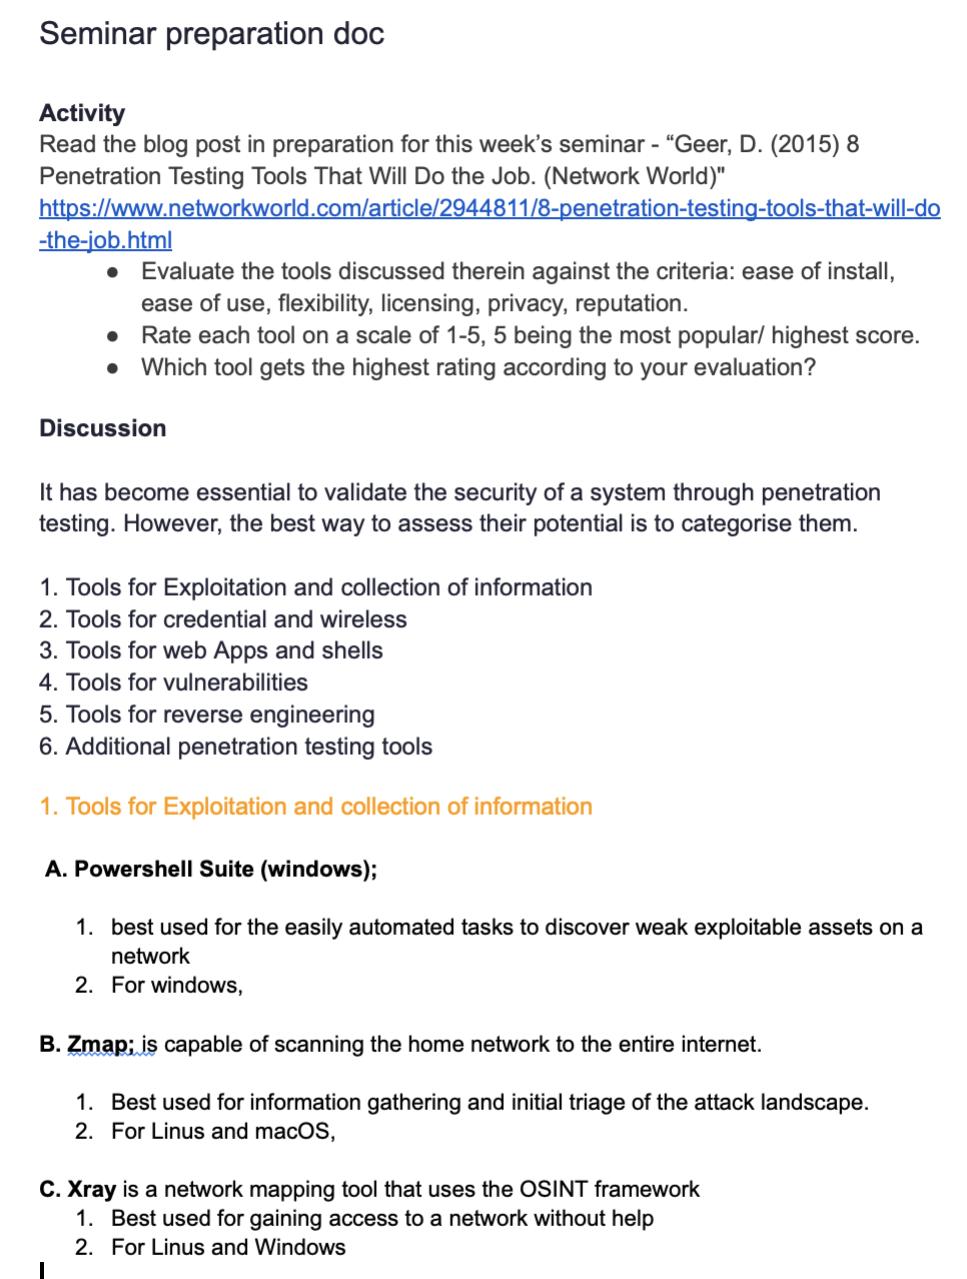 Seminar preparation doc
Activity
Read the blog post in preparation for this week's seminar - “Geer, D. (2015) 8
Penetration Testing Tools That Will Do the Job. (Network World)"
https://www.networkworld.com/article/2944811/8-penetration-testing-tools-that-will-do
-the-job.html
● Evaluate the tools discussed therein against the criteria: ease of install,
ease of use, flexibility, licensing, privacy, reputation.
● Rate each tool on a scale of 1-5, 5 being the most popular/ highest score.
● Which tool gets the highest rating according to your evaluation?
Discussion
It has become essential to validate the security of a system through penetration
testing. However, the best way to assess their potential is to categorise them.
1. Tools for Exploitation and collection of information
2. Tools for credential and wireless
3. Tools for web Apps and shells
4. Tools for vulnerabilities
5. Tools for reverse engineering
6. Additional penetration testing tools
1. Tools for Exploitation and collection of information
A. Powershell Suite (windows);
1. best used for the easily automated tasks to discover weak exploitable assets on a
network
2. For windows,
B. Zmap; is capable of scanning the home network to the entire internet.
1. Best used for information gathering and initial triage of the attack landscape.
2. For Linus and macOS,
C. Xray is a network mapping tool that uses the OSINT framework
1. Best used for gaining access to a network without help
2. For Linus and Windows